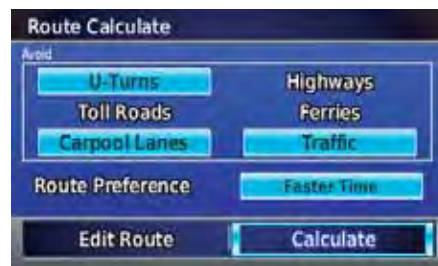 Route Calculate
Avoid
U-Turns Highways
Toll Roads Ferries
Carpool Lanes Traffic
Route Preference Faster Time
Edit Route Calculate